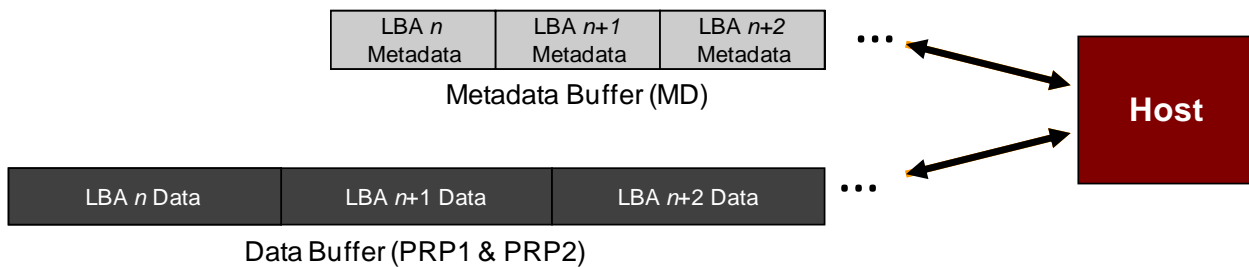 LBA n LBA n+1 LBA n+2
Metadata Metadata Metadata
...
Metadata Buffer (MD)
Host
LBA n Data LBA n+1 Data LBA n+2 Data
...
Data Buffer (PRP1 & PRP2)